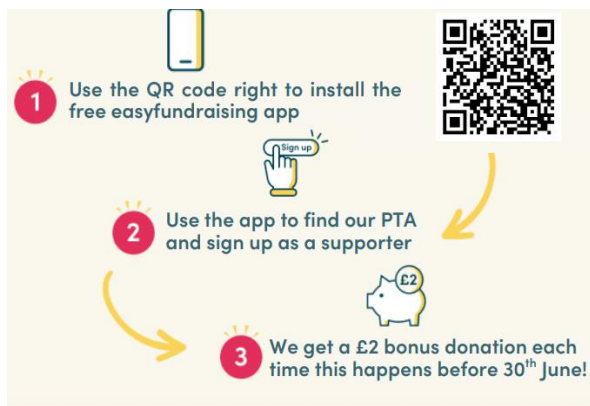 1
Use the QR code right to install the
free easyfundraising app
Sign up
2
Use the app to find our PTA
and sign up as a supporter
£2
3
We get a £2 bonus donation each
time this happens before 30th June!